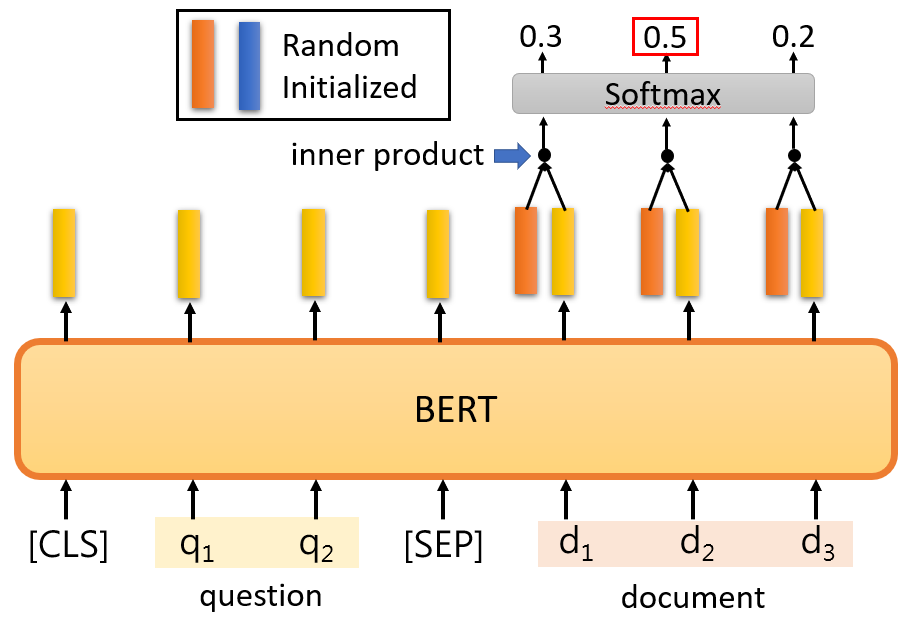 Random
Initialized
0.3 0.5 0.2
Softmax
inner product
BERT
[CLS] q₁ q₂ [SEP] d₁ d₂ d₃
question document